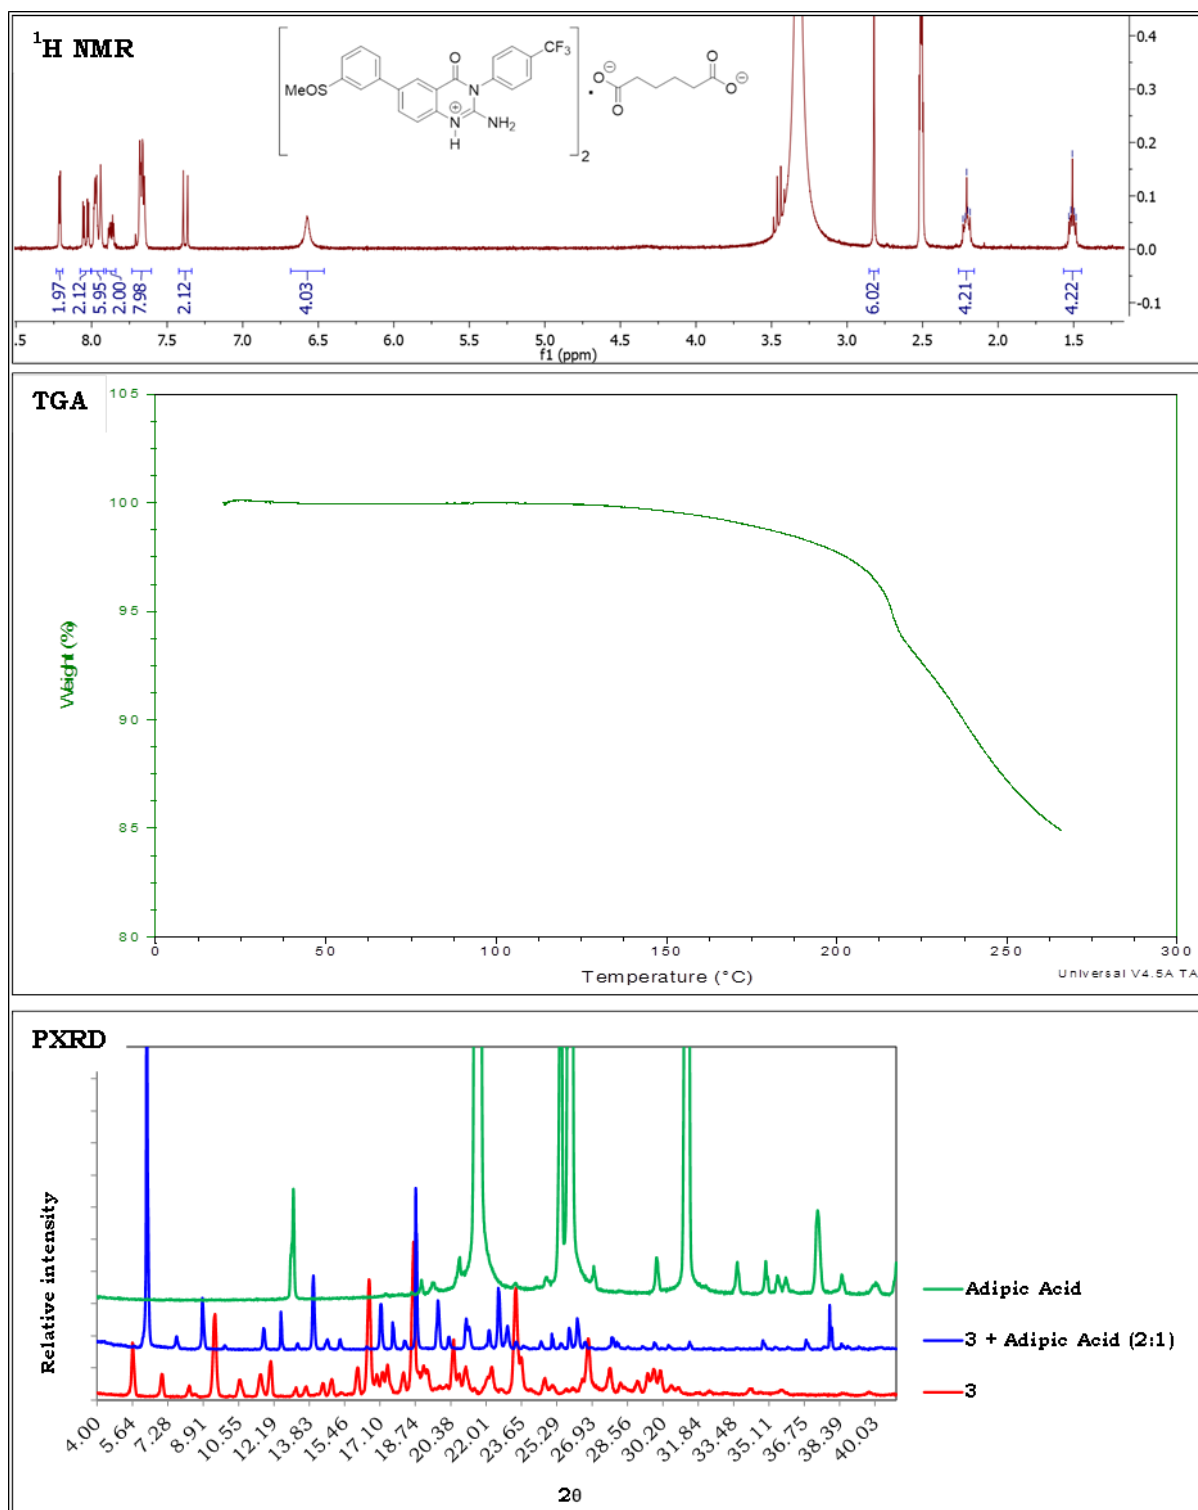 ¹H NMR
MeOS
O
N
CF₃
N
H
NH₂
2
•
O⊖
O
O
O⊖
0.4
0.3
0.2
0.1
0.0
-0.1
1.97
2.12
5.95
2.00
7.98
2.12
4.03
6.02
4.21
4.22
.5 8.0 7.5 7.0 6.5 6.0 5.5 5.0 4.5 4.0 3.5 3.0 2.5 2.0 1.5
f1 (ppm)
TGA
105
100
95
90
85
80
Weight (%)
0 50 100 150 200 250 300
Temperature (°C)
Universal V4.5A TA
PXRD
Relative intensity
Adipic Acid
3 + Adipic Acid (2:1)
3
4.00 5.64 7.28 8.91 10.55 12.19 13.83 15.46 17.10 18.74 20.38 22.01 23.65 25.29 26.93 28.56 30.20 31.84 33.48 35.11 36.75 38.39 40.03
2θ